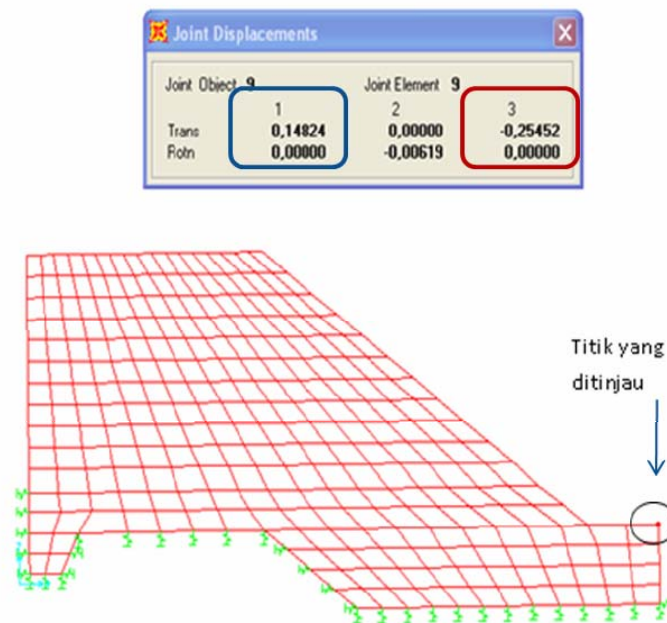 Joint Displacements
Joint Object 9 Joint Element 9
1 2 3
Trans 0,14824 0,00000 -0,25452
Rotn 0,00000 -0,00619 0,00000
Titik yang
ditinjau